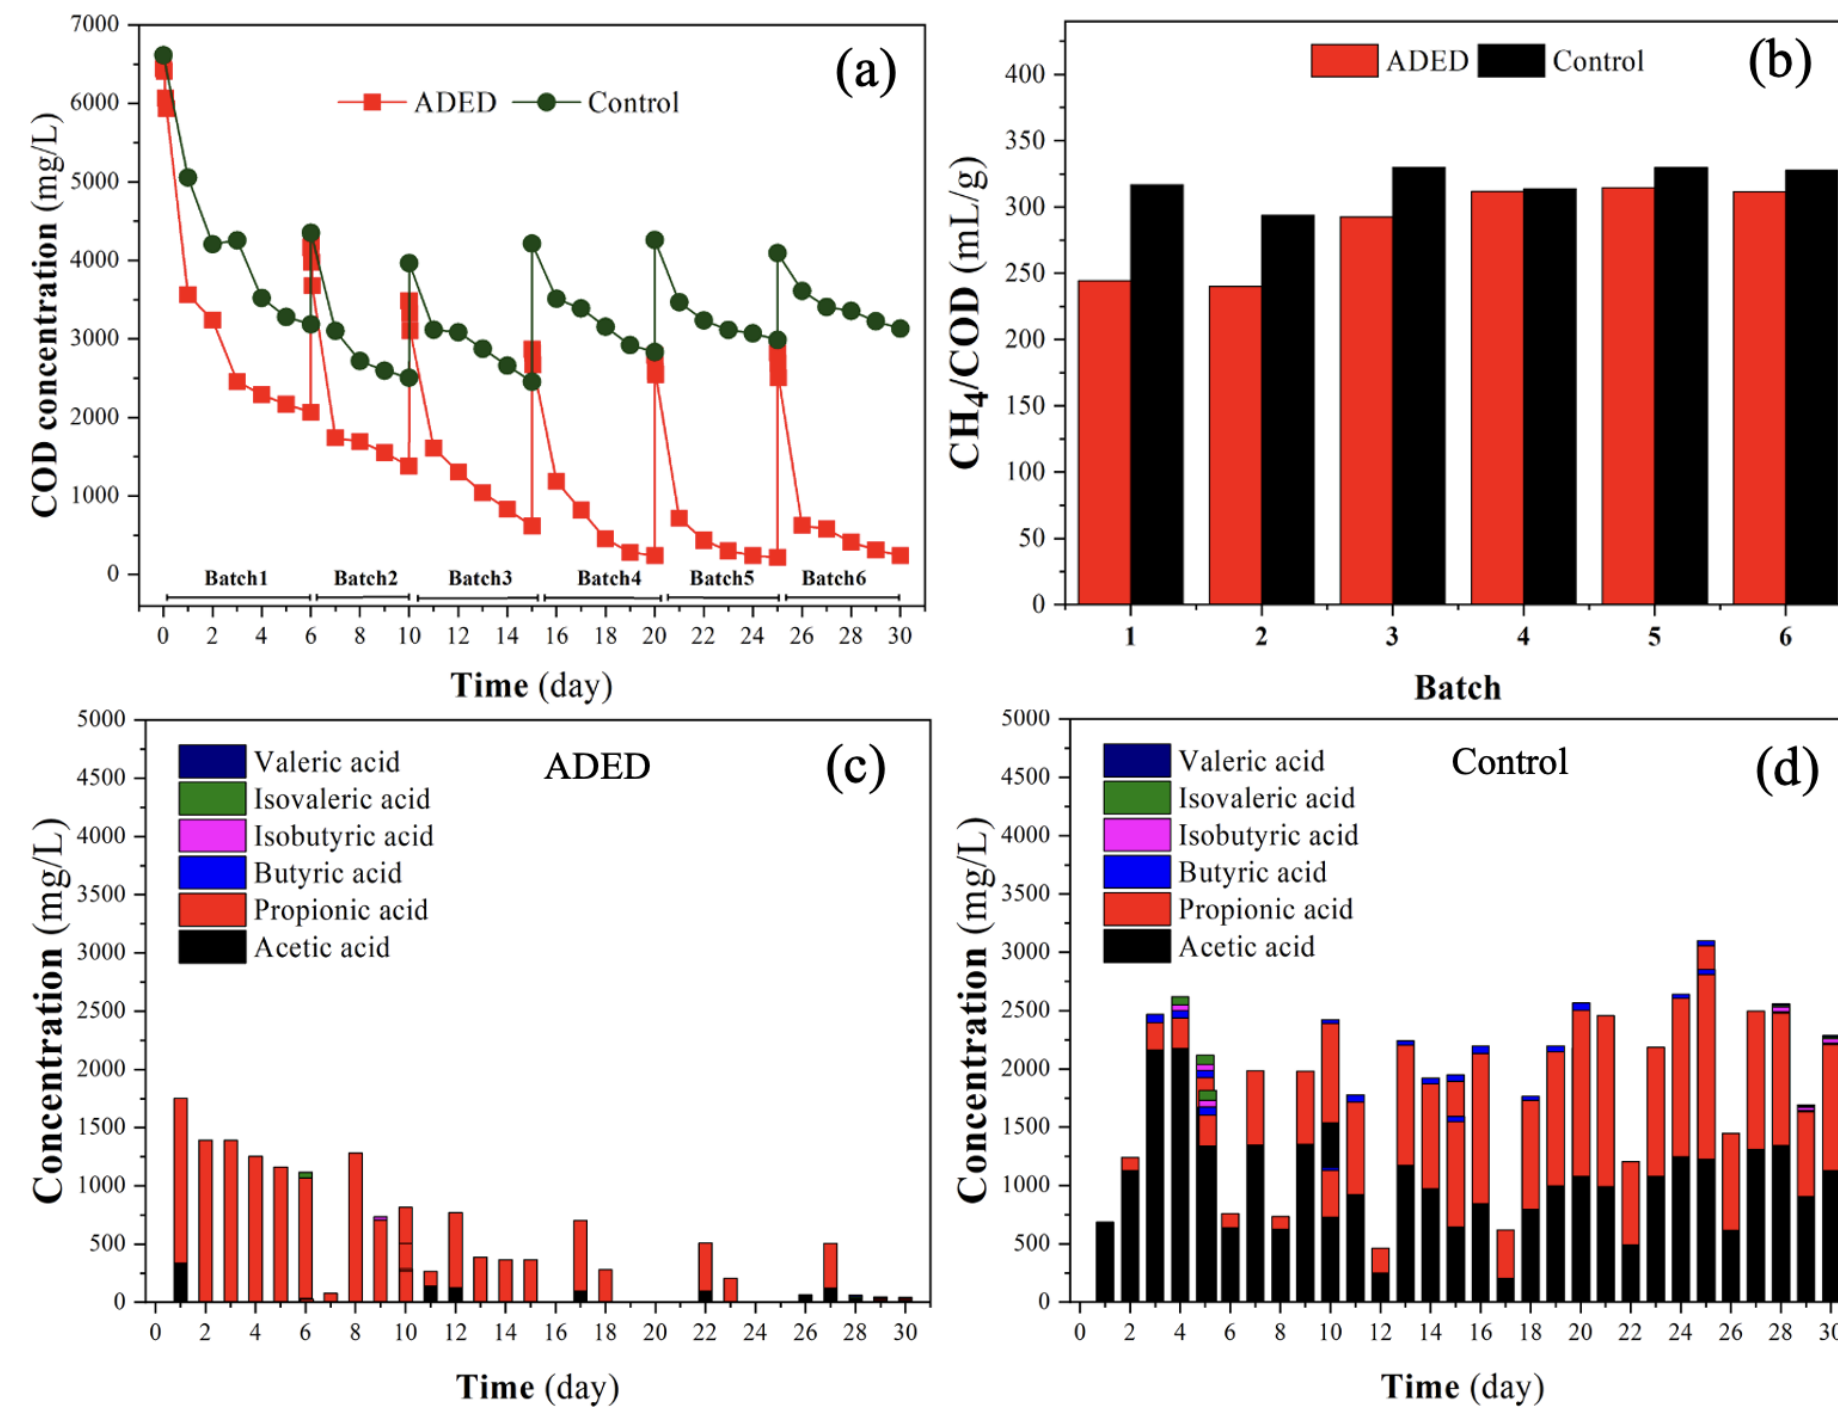 (a)
ADED
Control
COD concentration (mg/L)
7000
6000
5000
4000
3000
2000
1000
0
Batch1 Batch2 Batch3 Batch4 Batch5 Batch6
0 2 4 6 8 10 12 14 16 18 20 22 24 26 28 30
Time (day)
(b)
ADED Control
CH4/COD (mL/g)
400
350
300
250
200
150
100
50
0
1 2 3 4 5 6
Batch
(c)
ADED
Valeric acid
Isovaleric acid
Isobutyric acid
Butyric acid
Propionic acid
Acetic acid
Concentration (mg/L)
5000
4500
4000
3500
3000
2500
2000
1500
1000
500
0
0 2 4 6 8 10 12 14 16 18 20 22 24 26 28 30
Time (day)
(d)
Control
Valeric acid
Isovaleric acid
Isobutyric acid
Butyric acid
Propionic acid
Acetic acid
Concentration (mg/L)
5000
4500
4000
3500
3000
2500
2000
1500
1000
500
0
0 2 4 6 8 10 12 14 16 18 20 22 24 26 28 30
Time (day)